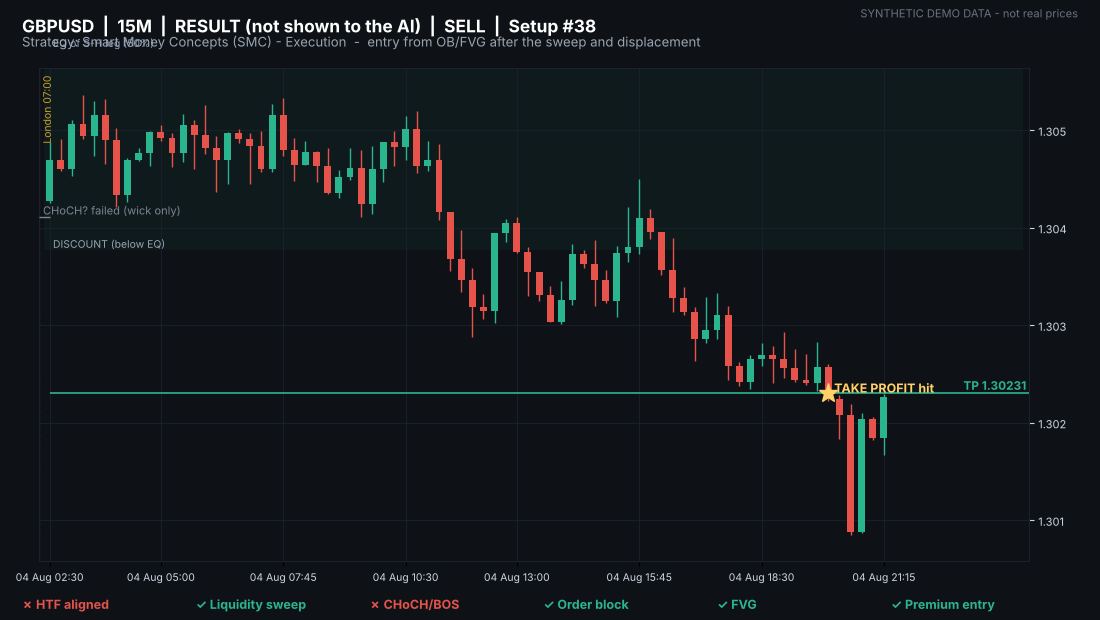 GBPUSD | 15M | RESULT (not shown to the AI) | SELL | Setup #38
SYNTHETIC DEMO DATA - not real prices
Strategy: Smart Money Concepts (SMC) - Execution - entry from OB/FVG after the sweep and displacement
London 07:00
1.305
CHoCH? failed (wick only)
1.304
DISCOUNT (below EQ)
1.303
TAKE PROFIT hit
TP 1.30231
1.302
1.301
04 Aug 02:30
04 Aug 05:00
04 Aug 07:45
04 Aug 10:30
04 Aug 13:00
04 Aug 15:45
04 Aug 18:30
04 Aug 21:15
× HTF aligned
✓ Liquidity sweep
× CHoCH/BOS
✓ Order block
✓ FVG
✓ Premium entry